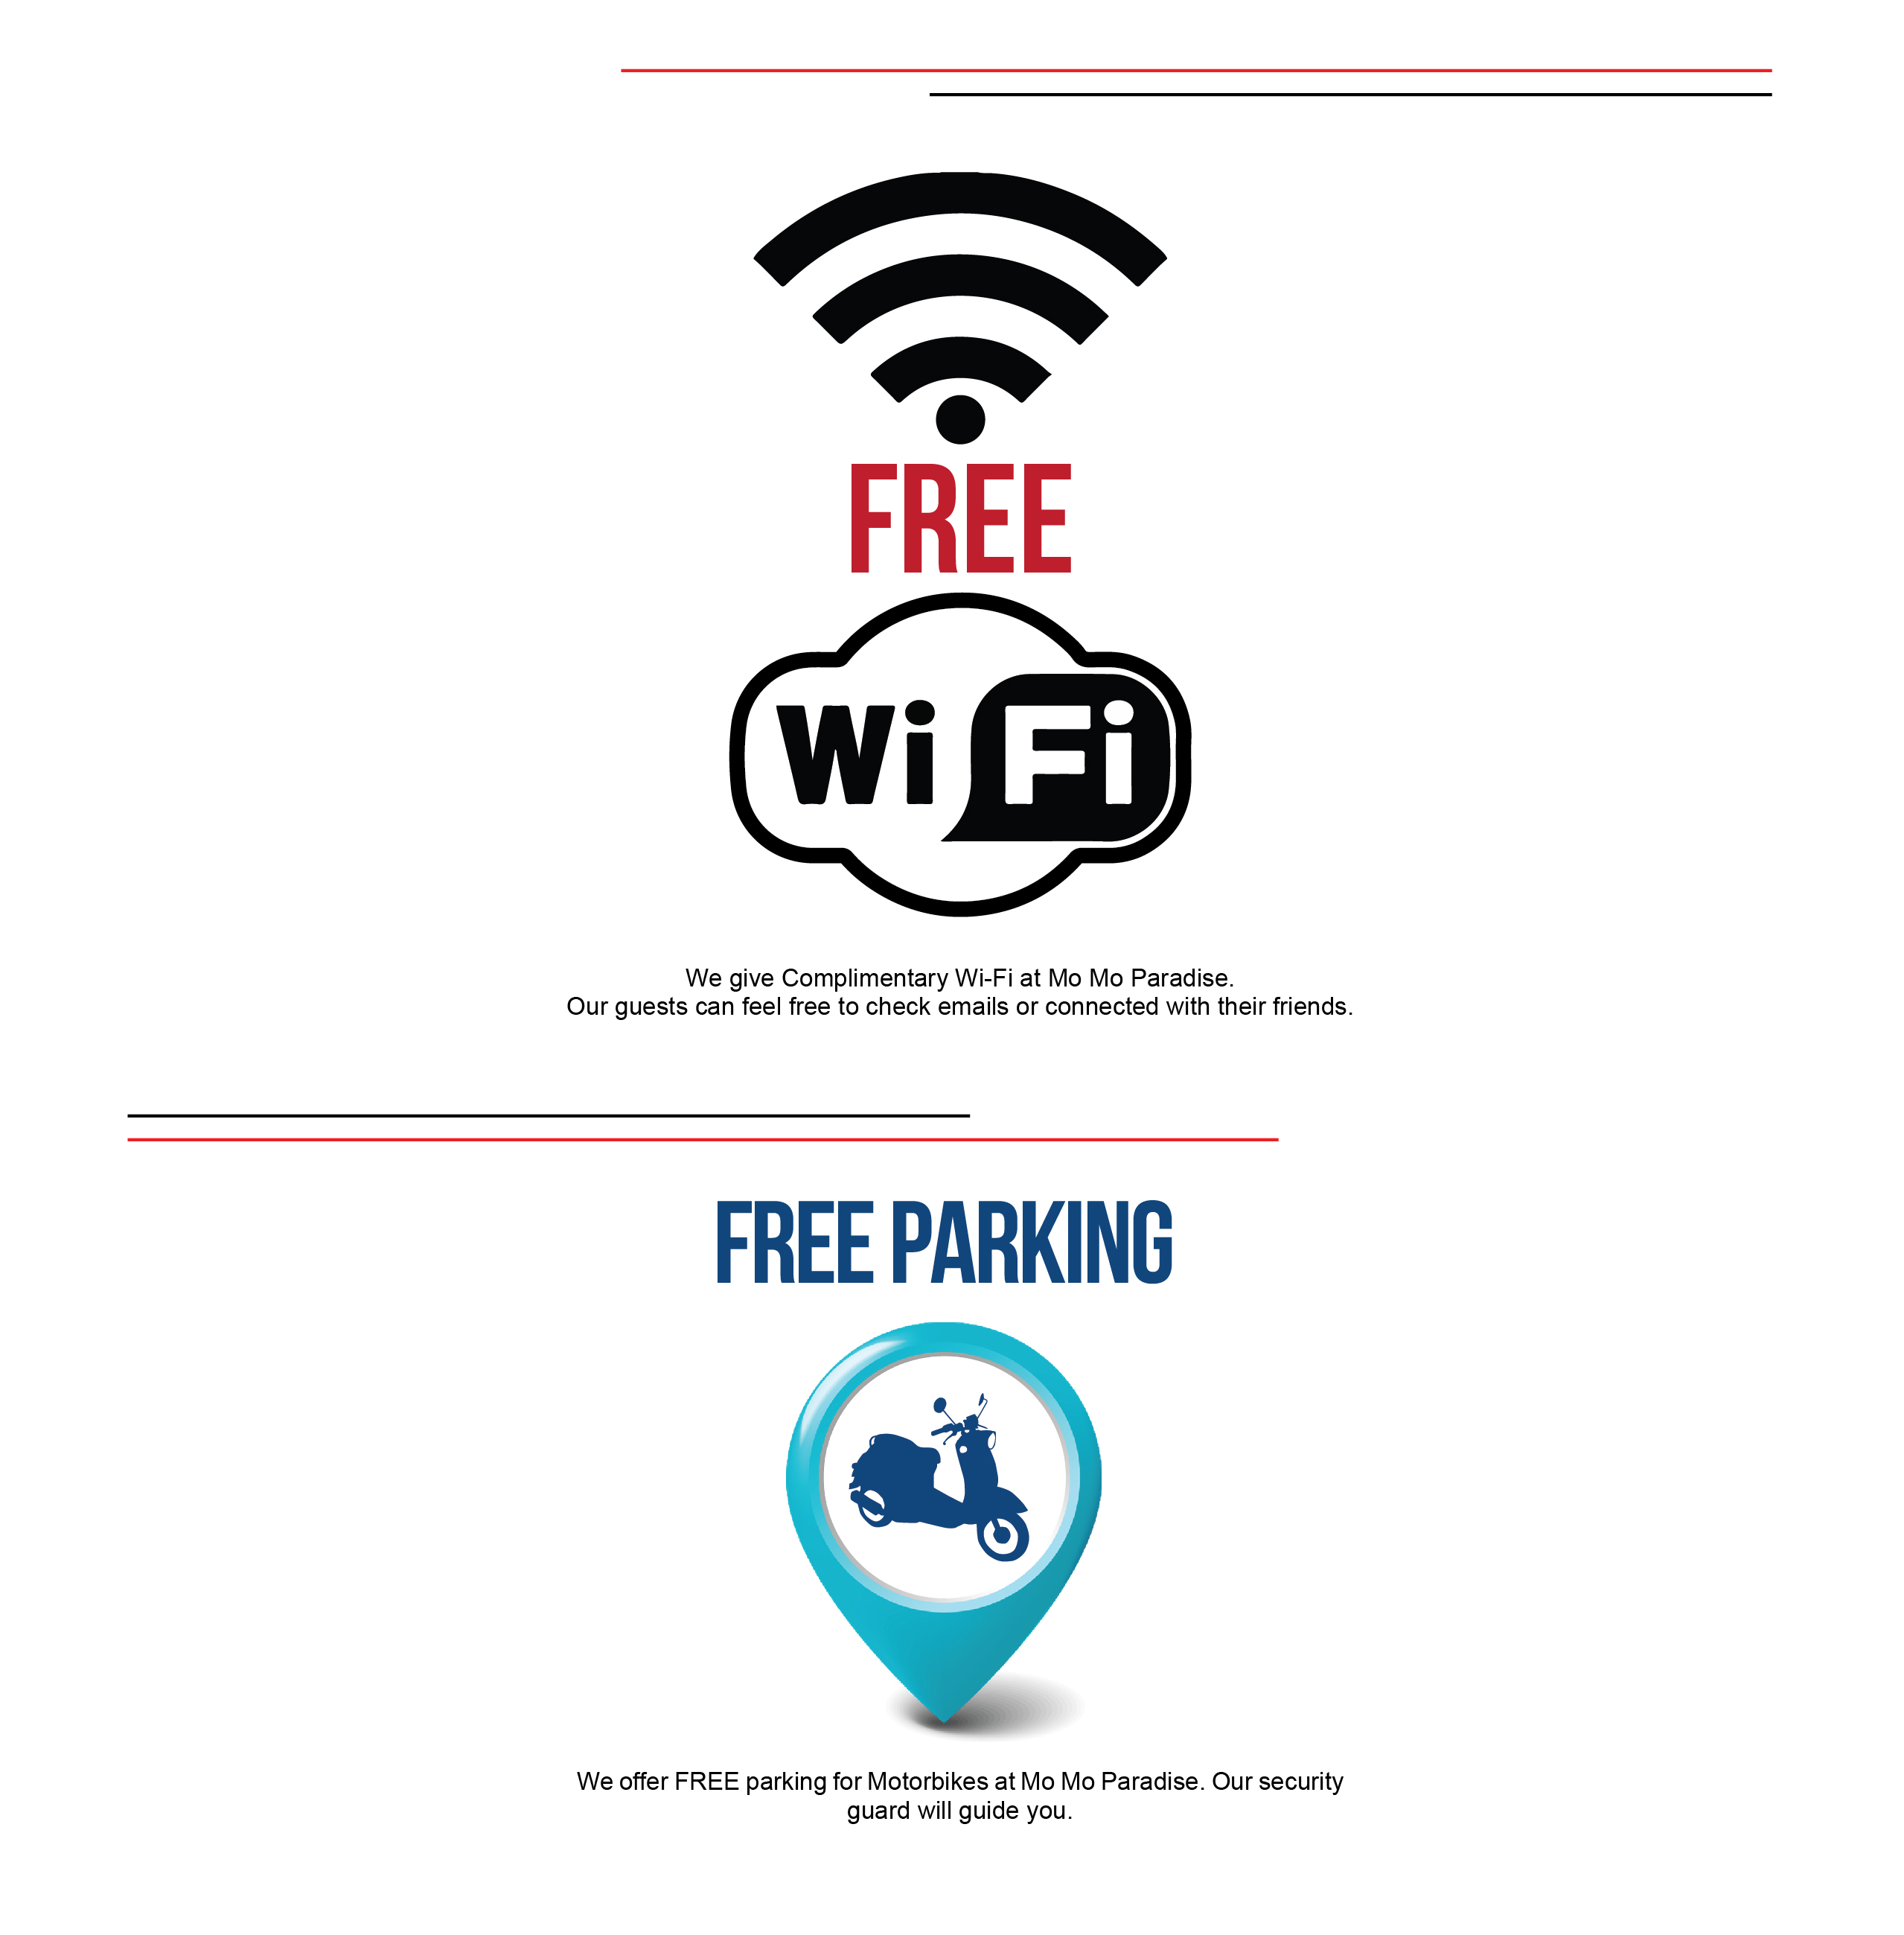 FREE
Wi Fi
We give Complimentary Wi-Fi at Mo Mo Paradise.
Our guests can feel free to check emails or connected with their friends.
FREE PARKING
We offer FREE parking for Motorbikes at Mo Mo Paradise. Our security
guard will guide you.